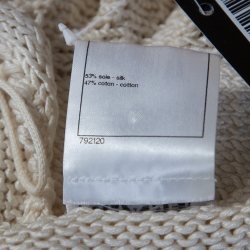 53% soie - silk
47% coton - cotton
792120